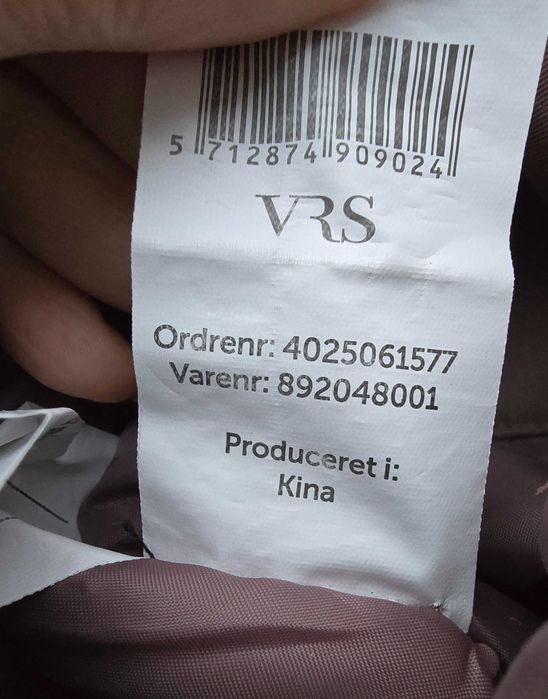 5 712874 909024
VRS
Ordrenr: 4025061577
Varenr: 892048001
Produceret i:
Kina